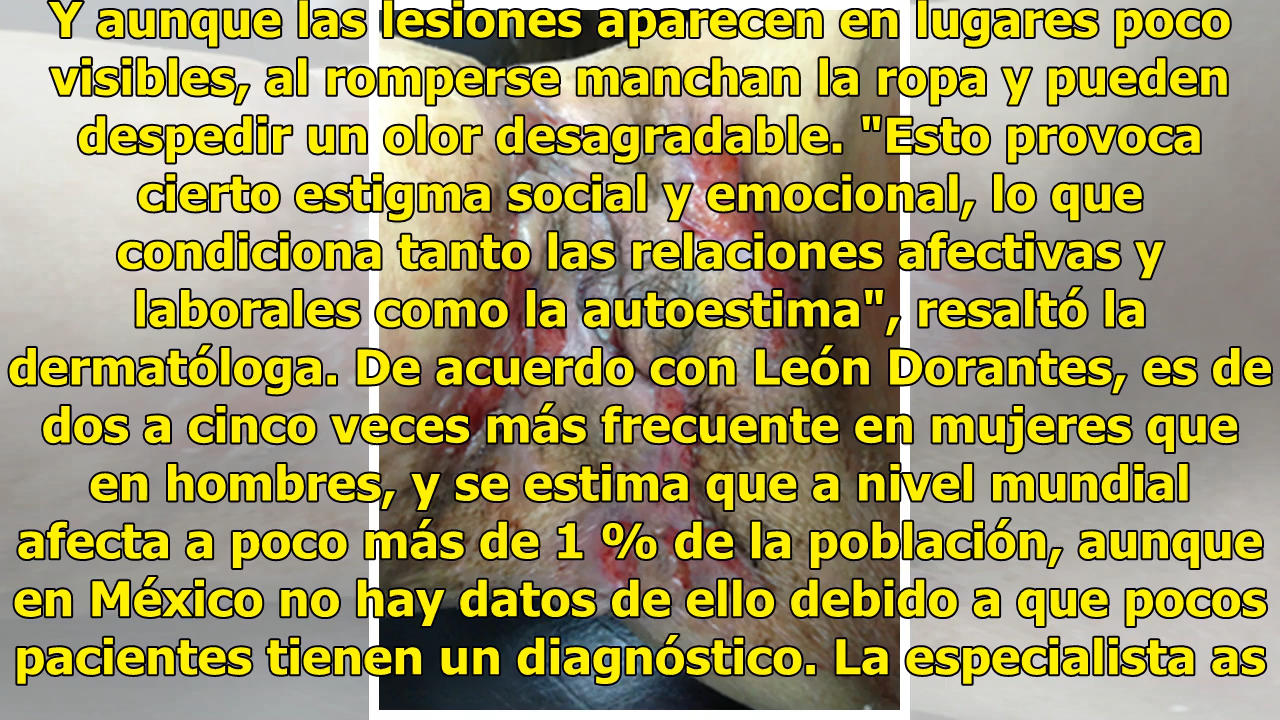 Y aunque las lesiones aparecen en lugares poco
visibles, al romperse manchan la ropa y pueden
despedir un olor desagradable. "Esto provoca
cierto estigma social y emocional, lo que
condiciona tanto las relaciones afectivas y
laborales como la autoestima", resaltó la
dermatóloga. De acuerdo con León Dorantes, es de
dos a cinco veces más frecuente en mujeres que
en hombres, y se estima que a nivel mundial
afecta a poco más de 1 % de la población, aunque
en México no hay datos de ello debido a que pocos
pacientes tienen un diagnóstico. La especialista as